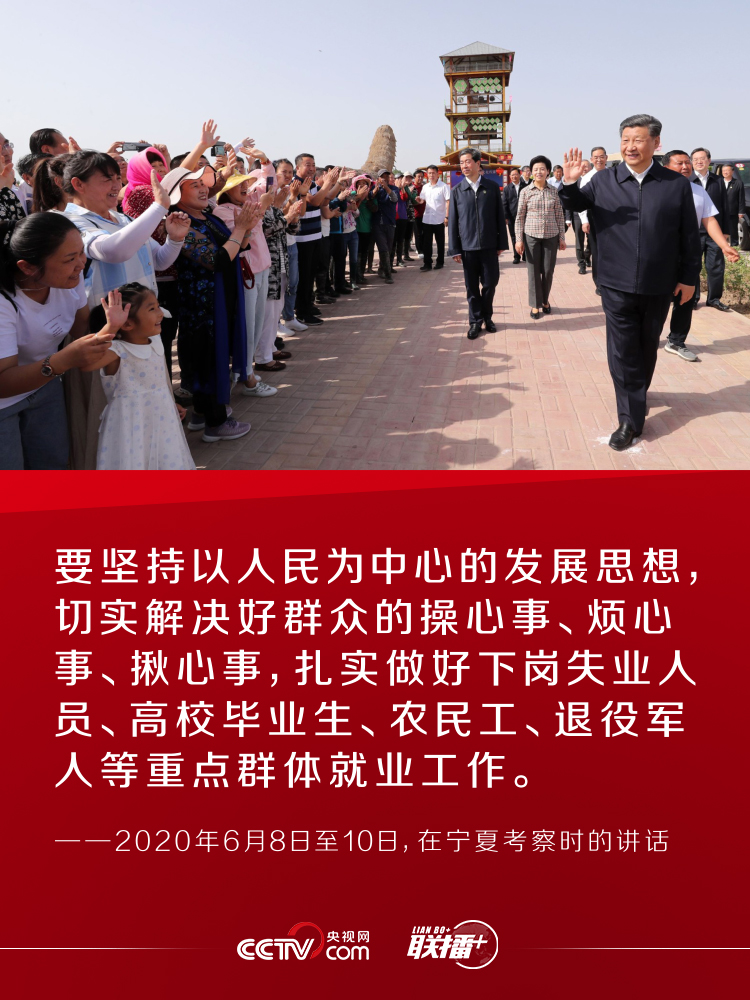 要坚持以人民为中心的发展思想，
切实解决好群众的操心事、烦心
事、揪心事，扎实做好下岗失业人
员、高校毕业生、农民工、退役军
人等重点群体就业工作。
——2020年6月8日至10日，在宁夏考察时的讲话
CCTV 央视网
com
LIAN BO+
联播+